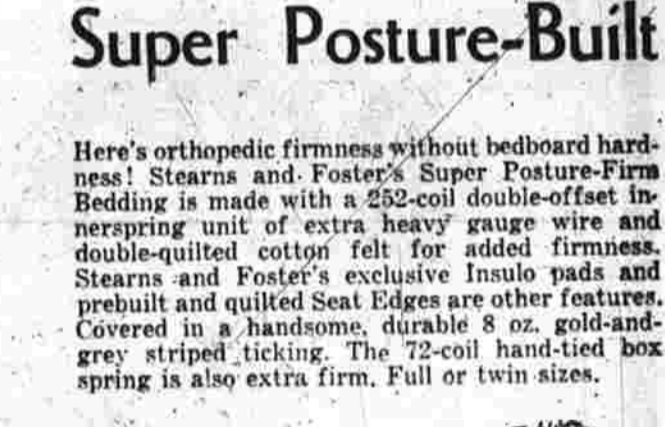 Super Posture-Built
Here's orthopedic firmness without bedboard hard-
ness! Stearns and Foster's Super Posture-Firm
Bedding is made with a 252-coil double-offset in-
nerspring unit of extra heavy gauge wire and
double-quilted cotton felt for added firmness.
Stearns and Foster's exclusive Insulo pads and
prebuilt and quilted Seat Edges are other features.
Covered in a handsome, durable 8 oz. gold-and-
grey striped ticking. The 72-coil hand-tied box
spring is also extra firm. Full or twin sizes.